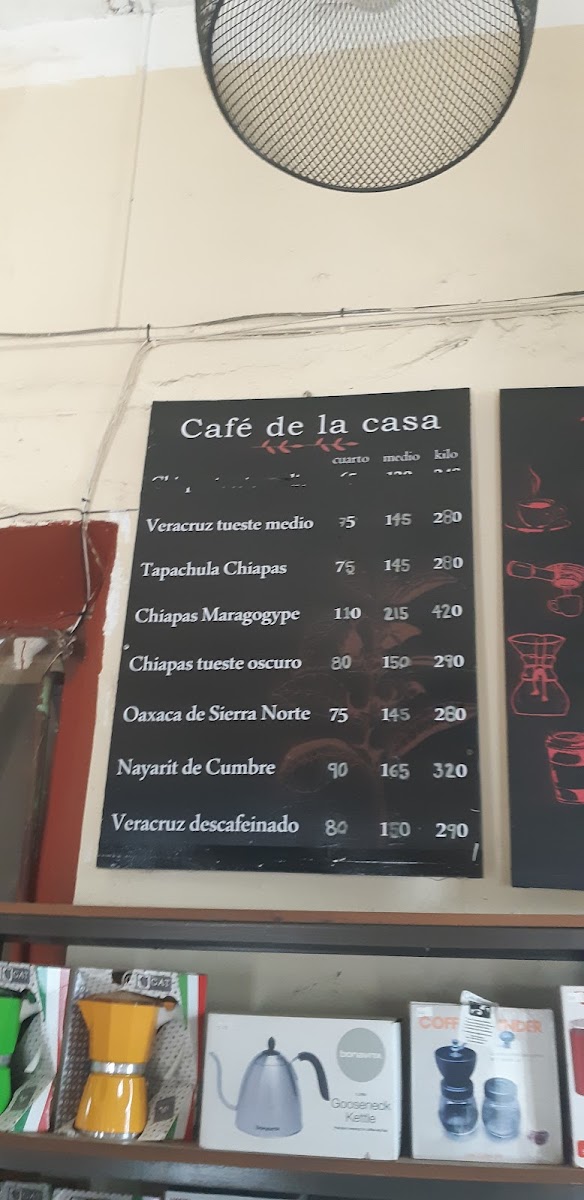 Café de la casa
cuarto medio kilo
Veracruz tueste medio 75 145 280
Tapachula Chiapas 75 145 280
Chiapas Maragogype 110 215 420
Chiapas tueste oscuro 80 150 290
Oaxaca de Sierra Norte 75 145 280
Nayarit de Cumbre 90 165 320
Veracruz descafeinado 80 150 290
GAT
bonavita
Gooseneck
Kettle